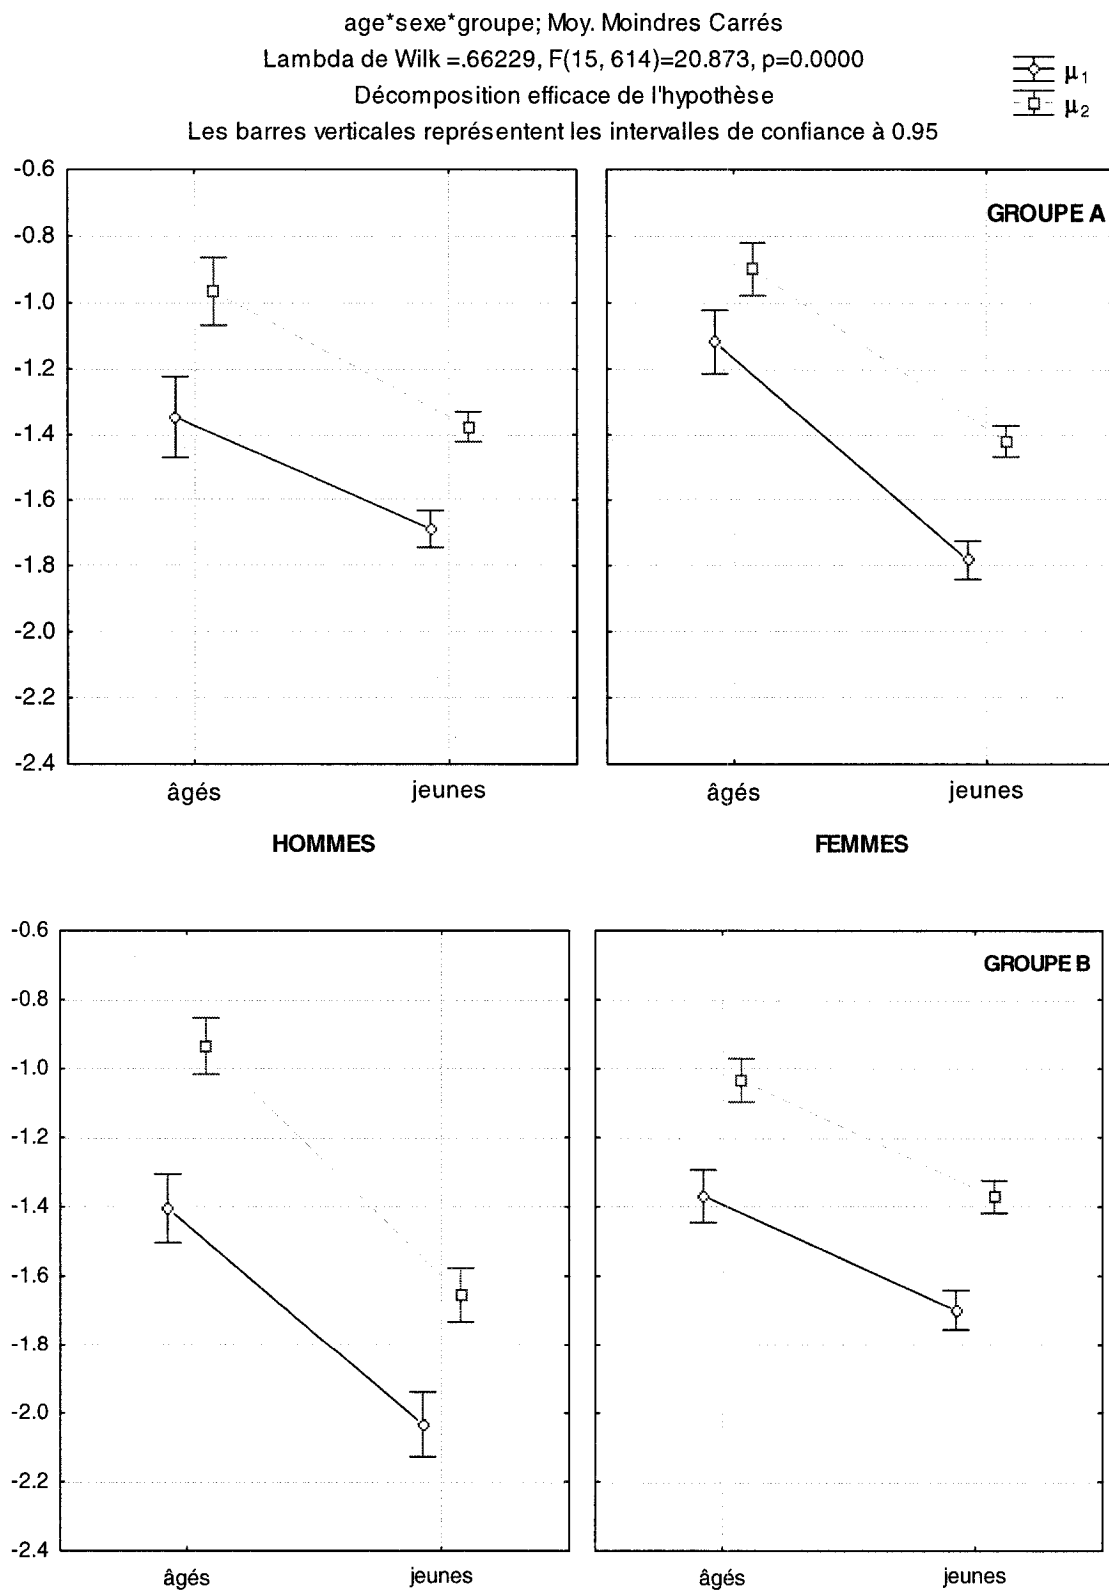 age*sexe*groupe; Moy. Moindres Carrés
Lambda de Wilk =.66229, F(15, 614)=20.873, p=0.0000
Décomposition efficace de l'hypothèse
Les barres verticales représentent les intervalles de confiance à 0.95
μ1
μ2
-0.6
-0.8
-1.0
-1.2
-1.4
-1.6
-1.8
-2.0
-2.2
-2.4
GROUPE A
âgés jeunes âgés jeunes
HOMMES FEMMES
-0.6
-0.8
-1.0
-1.2
-1.4
-1.6
-1.8
-2.0
-2.2
-2.4
GROUPE B
âgés jeunes âgés jeunes